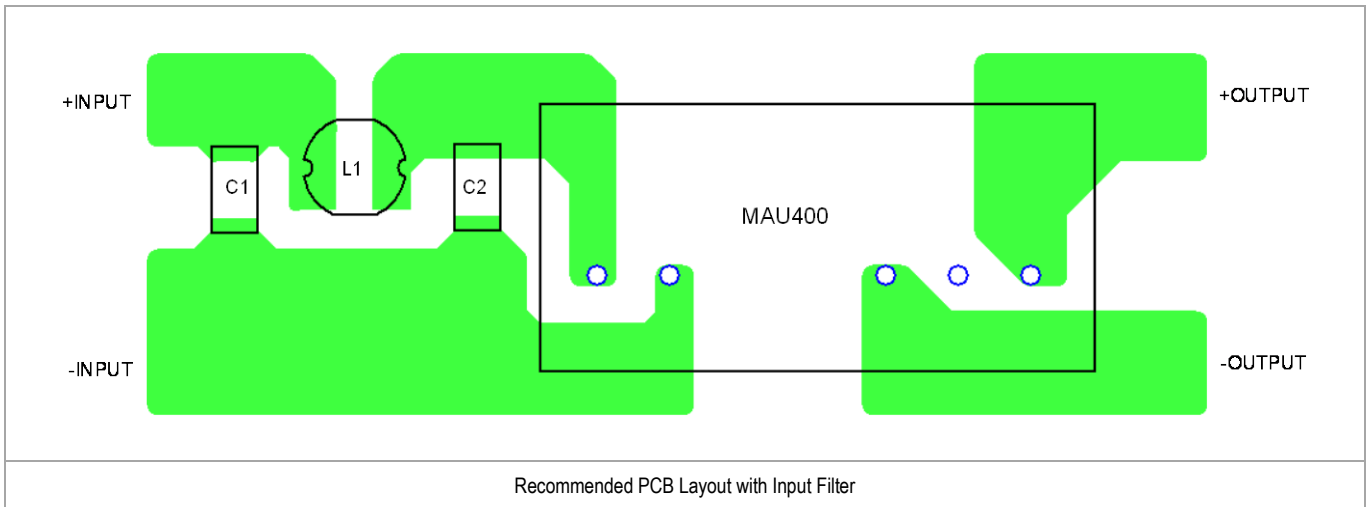 +INPUT
+OUTPUT
C1
L1
C2
MAU400
-INPUT
-OUTPUT
Recommended PCB Layout with Input Filter